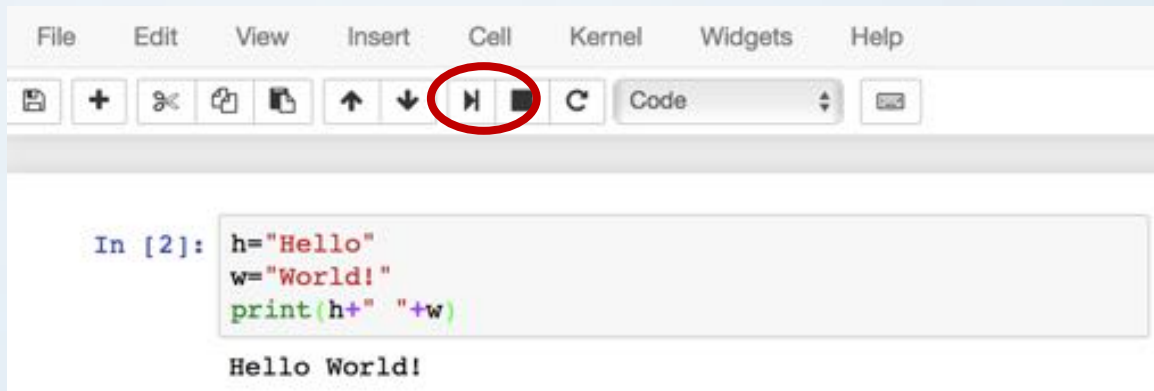 File Edit View Insert Cell Kernel Widgets Help
Code
In [2]: h="Hello"
w="World!"
print(h+" "+w)
Hello World!